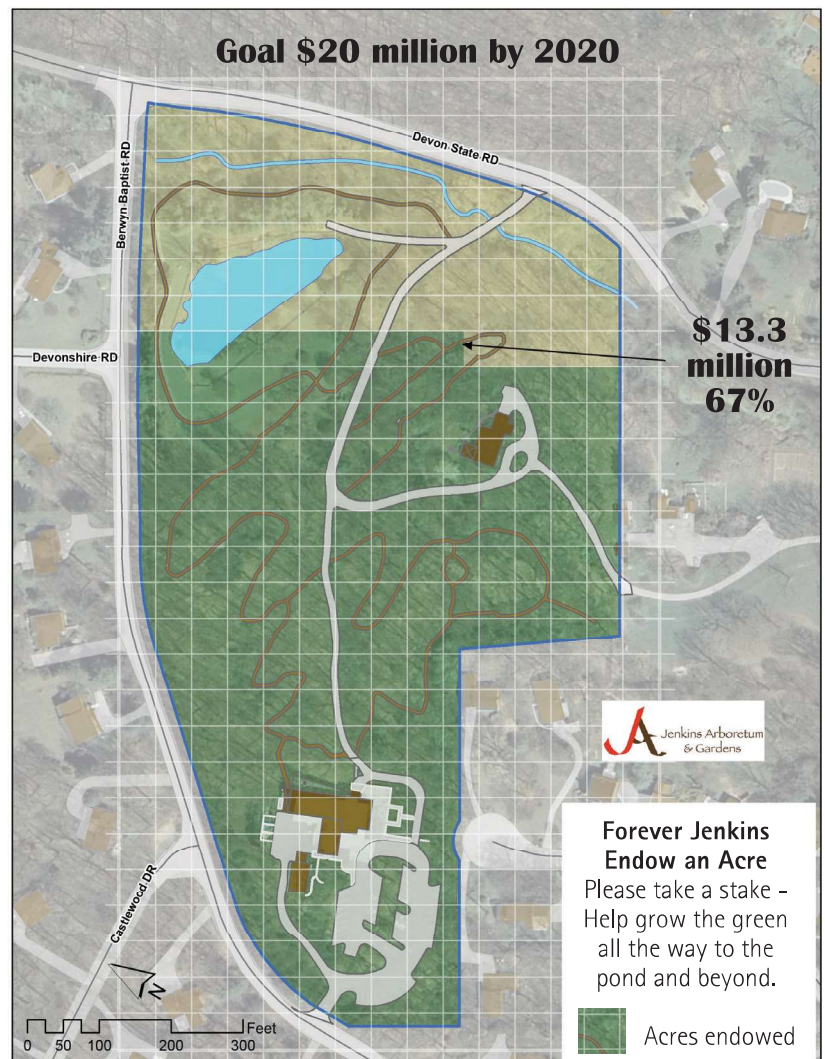 Goal $20 million by 2020
Devon State RD
Berwyn Baptist RD
Devonshire RD
$13.3
million
67%
Jenkins Arboretum
& Gardens
Castlewood DR
N
Feet
0 50 100 200 300
Forever Jenkins
Endow an Acre
Please take a stake -
Help grow the green
all the way to the
pond and beyond.
Acres endowed